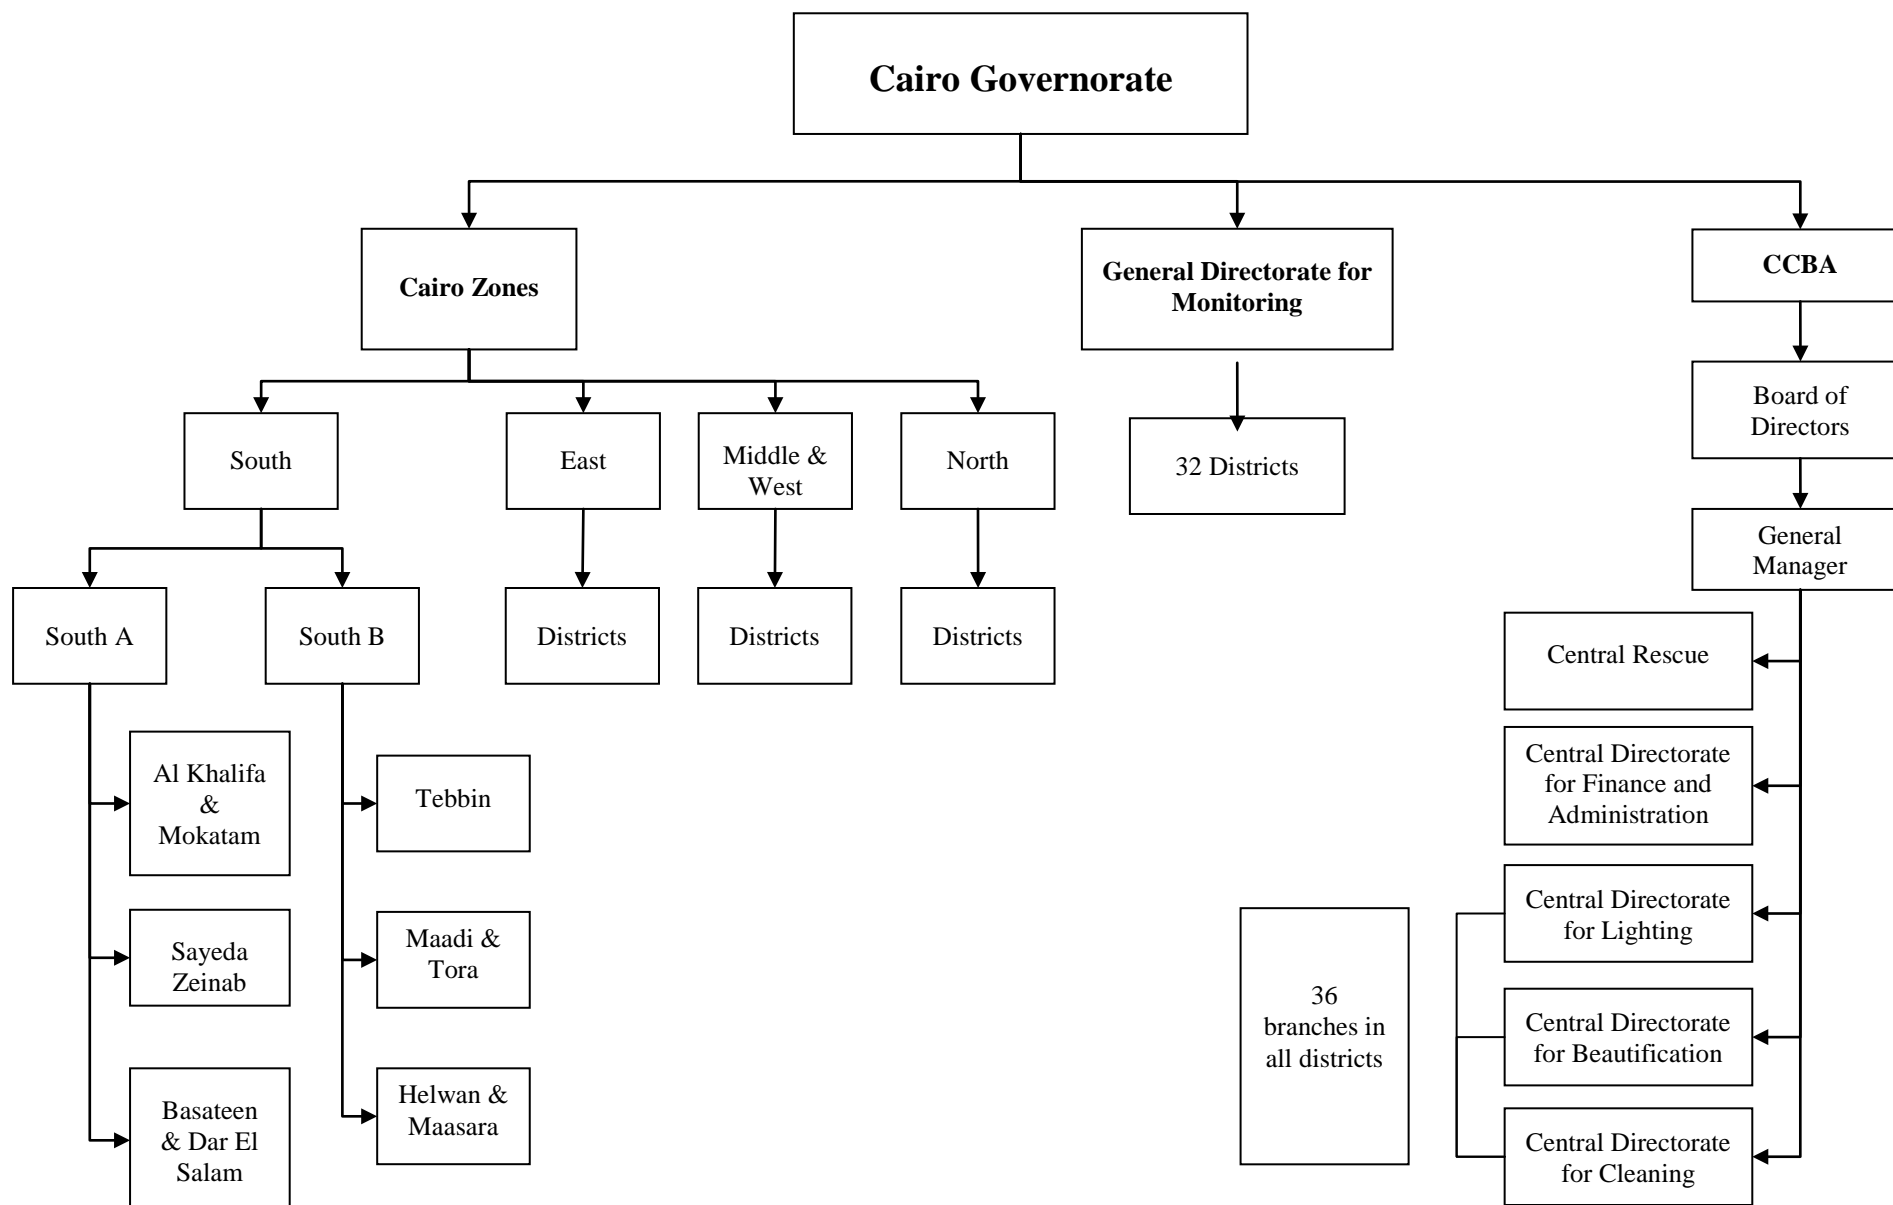 Cairo Governorate
Cairo Zones
General Directorate for
Monitoring
CCBA
South
East
Middle &
West
North
32 Districts
Board of
Directors
General
Manager
South A
South B
Districts
Districts
Districts
Central Rescue
Al Khalifa
&
Mokatam
Tebbin
Central Directorate
for Finance and
Administration
Sayeda
Zeinab
Maadi &
Tora
Central Directorate
for Lighting
36
branches in
all districts
Central Directorate
for Beautification
Basateen
& Dar El
Salam
Helwan &
Maasara
Central Directorate
for Cleaning